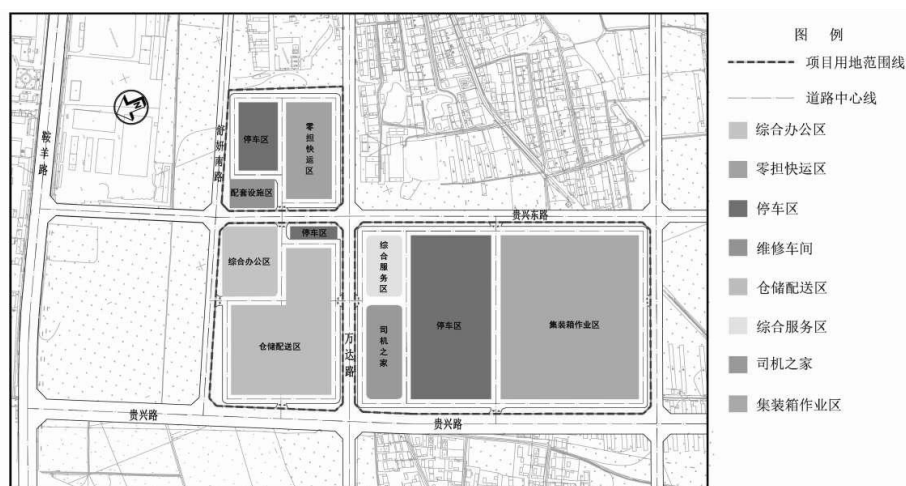 图 例
项目用地范围线
道路中心线
综合办公区
零担快运区
停车区
维修车间
仓储配送区
综合服务区
司机之家
集装箱作业区
鞍羊路
舒妍南路
停车区
零担快运区
配套设施区
贵兴东路
停车区
综合办公区
综合服务区
仓储配送区
万达路
司机之家
停车区
集装箱作业区
贵兴路
贵兴路